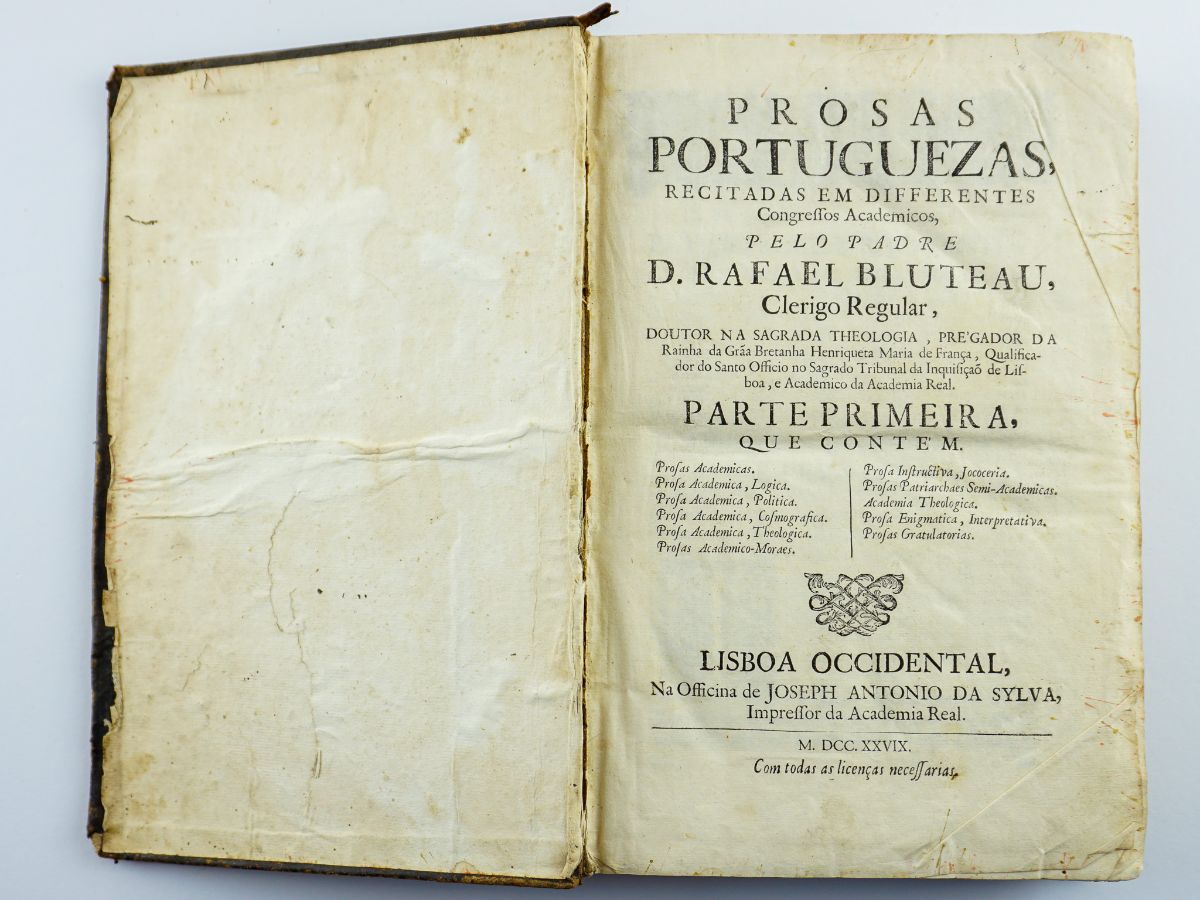 PROSAS
PORTUGUEZAS,
RECITADAS EM DIFFERENTES
Congreſſos Academicos,
PELO PADRE
D. RAFAEL BLUTEAU,
Clerigo Regular,
DOUTOR NA SAGRADA THEOLOGIA, PRE'GADOR DA
Rainha da Grãa Bretanha Henriqueta Maria de França, Qualifica-
dor do Santo Officio no Sagrado Tribunal da Inquiſiçaõ de Liſ-
boa, e Academico da Academia Real.
PARTE PRIMEIRA,
QUE CONTE'M.
Proſas Academicas.
Proſa Academica, Logica.
Proſa Academica, Politica.
Proſa Academica, Coſmografica.
Proſa Academica, Theologica.
Proſas Academico-Moraes.
Proſa Inſtructiva, Jococeria.
Proſas Patriarchaes Semi-Academicas.
Academia Theologica.
Proſa Enigmatica, Interpretativa.
Proſas Gratulatorias.
LISBOA OCCIDENTAL,
Na Officina de JOSEPH ANTONIO DA SYLVA,
Impreſſor da Academia Real.
M. DCC. XXVIX.
Com todas as licenças neceſſarias.